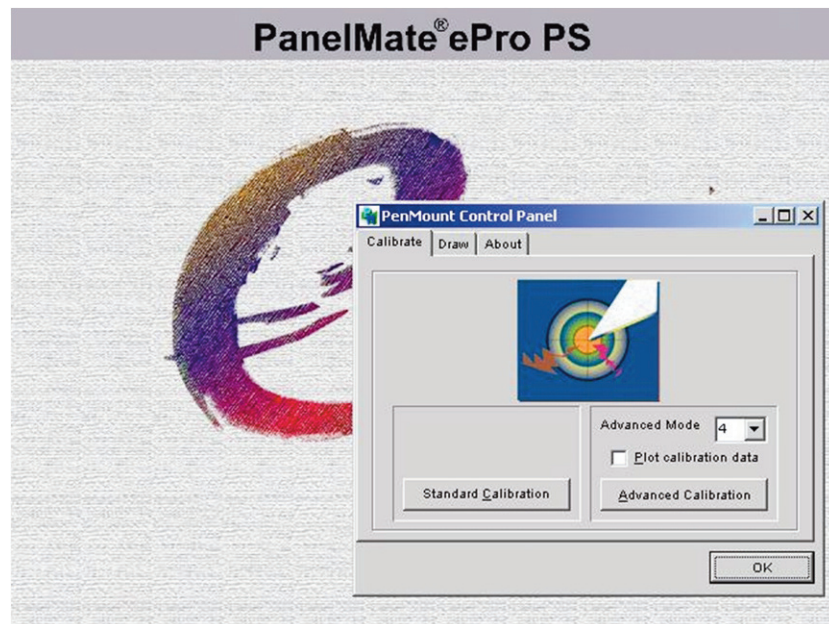 PanelMate® ePro PS
PenMount Control Panel
Calibrate Draw About
Advanced Mode 4
Plot calibration data
Standard Calibration Advanced Calibration
OK